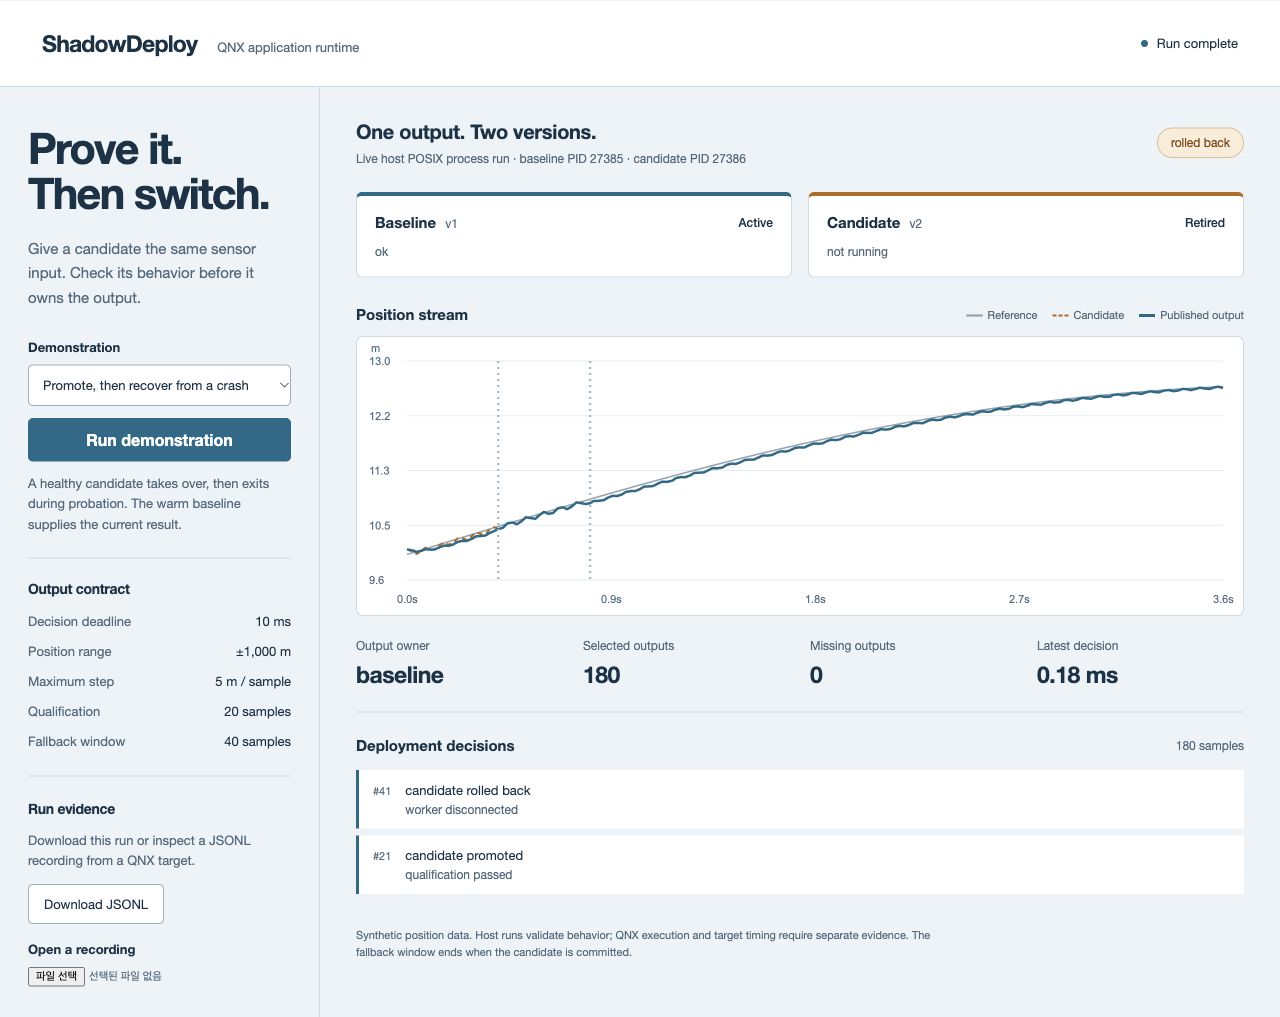 ShadowDeploy QNX application runtime
Run complete
Prove it.
Then switch.
Give a candidate the same sensor
input. Check its behavior before it
owns the output.
Demonstration
Promote, then recover from a crash
Run demonstration
A healthy candidate takes over, then exits
during probation. The warm baseline
supplies the current result.
Output contract
Decision deadline 10 ms
Position range ±1,000 m
Maximum step 5 m / sample
Qualification 20 samples
Fallback window 40 samples
Run evidence
Download this run or inspect a JSONL
recording from a QNX target.
Download JSONL
Open a recording
파일 선택 선택된 파일 없음
One output. Two versions.
Live host POSIX process run · baseline PID 27385 · candidate PID 27386
rolled back
Baseline v1 Active
ok
Candidate v2 Retired
not running
Position stream
Reference Candidate Published output
m
13.0
12.2
11.3
10.5
9.6
0.0s 0.9s 1.8s 2.7s 3.6s
Output owner
baseline
Selected outputs
180
Missing outputs
0
Latest decision
0.18 ms
Deployment decisions 180 samples
#41 candidate rolled back
worker disconnected
#21 candidate promoted
qualification passed
Synthetic position data. Host runs validate behavior; QNX execution and target timing require separate evidence. The
fallback window ends when the candidate is committed.